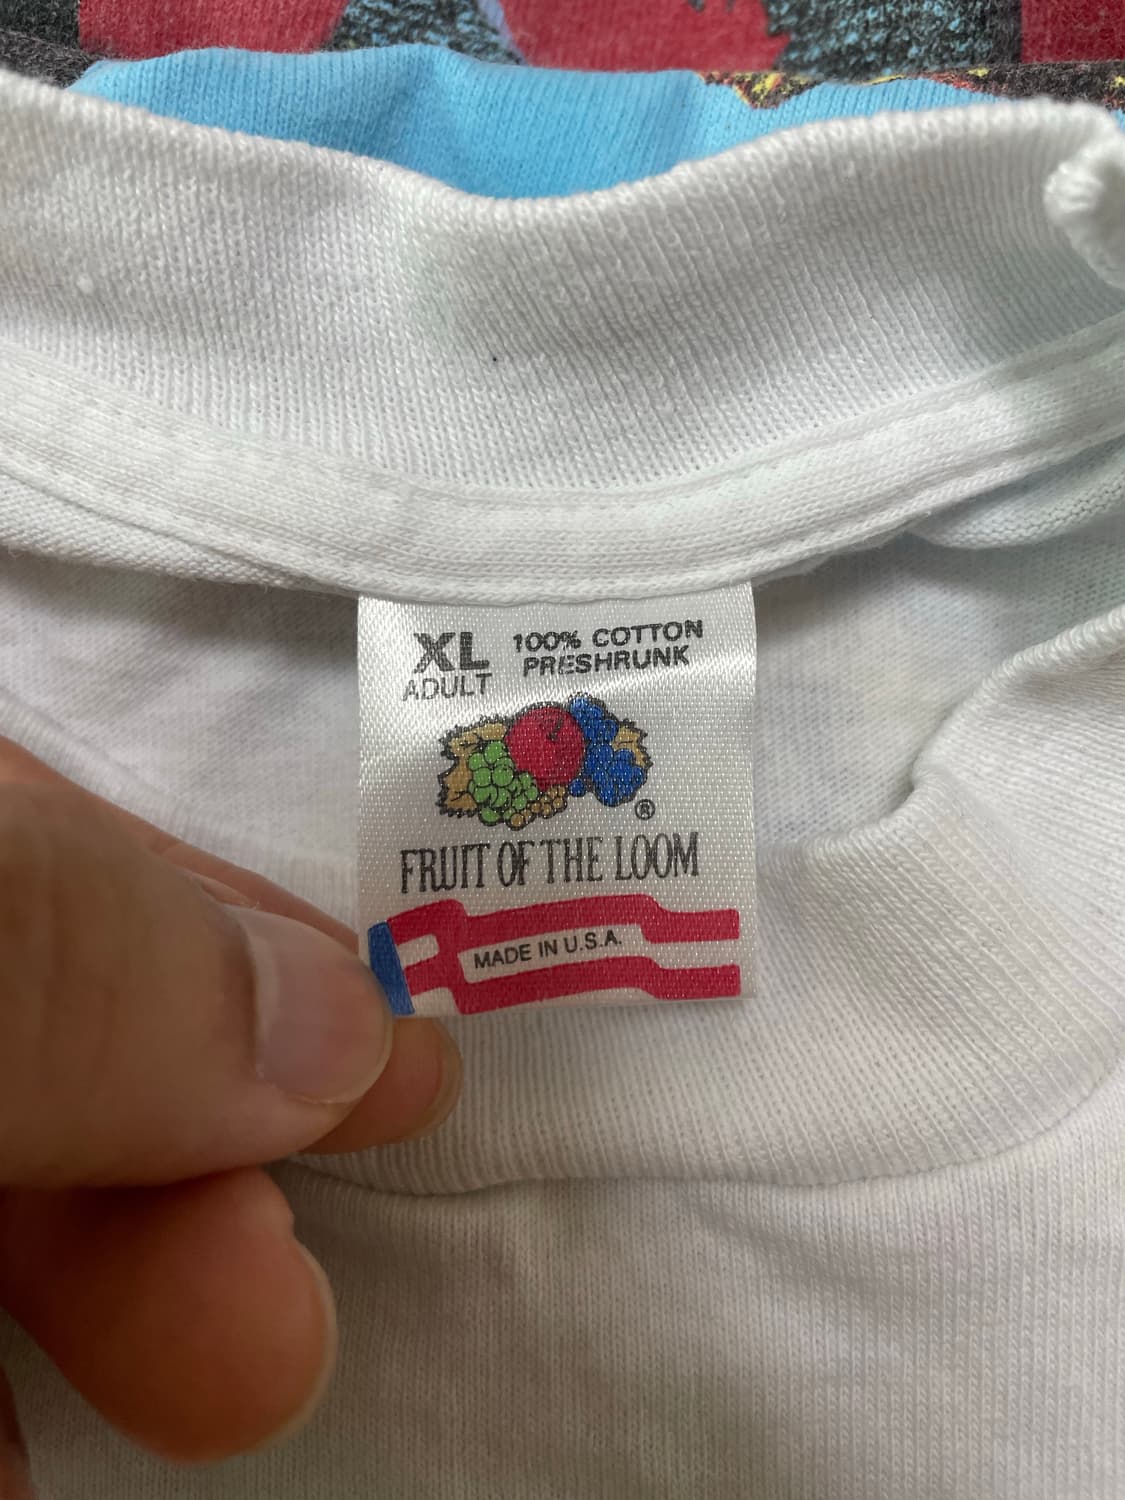 XL 100% COTTON
ADULT PRESHRUNK
®
FRUIT OF THE LOOM
MADE IN U.S.A.